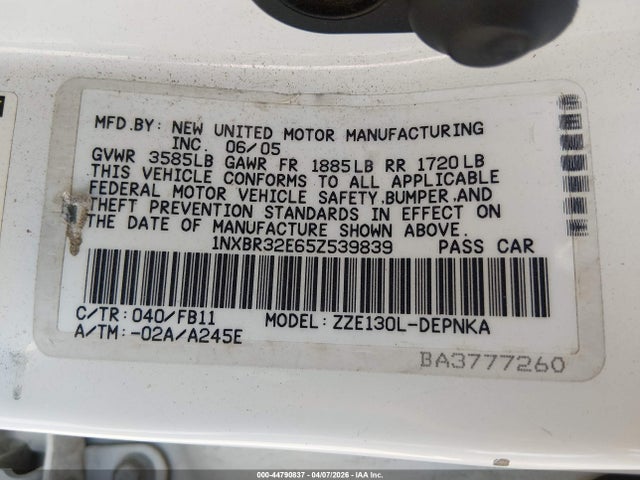 MFD.BY: NEW UNITED MOTOR MANUFACTURING
INC. 06/05
GVWR 3585LB GAWR FR 1885LB RR 1720LB
THIS VEHICLE CONFORMS TO ALL APPLICABLE
FEDERAL MOTOR VEHICLE SAFETY,BUMPER,AND
THEFT PREVENTION STANDARDS IN EFFECT ON
THE DATE OF MANUFACTURE SHOWN ABOVE.
1NXBR32E65Z539839 PASS CAR
C/TR: 040/FB11 MODEL: ZZE130L-DEPNKA
A/TM: -02A/A245E
BA3777260
000-44790837 - 04/07/2026 - IAAI.COM